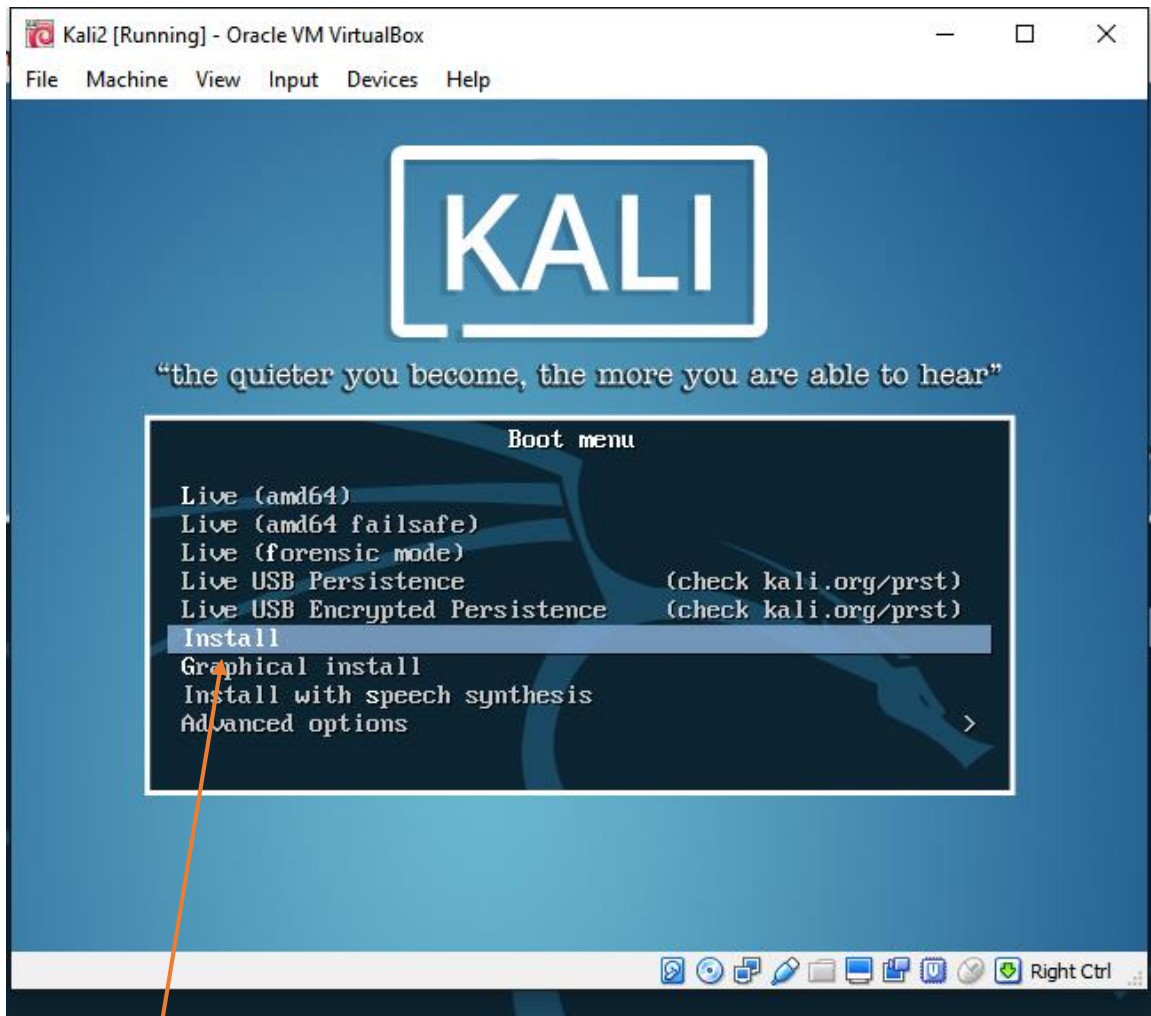 Kali2 [Running] - Oracle VM VirtualBox
File Machine View Input Devices Help
KALI
“the quieter you become, the more you are able to hear”
Boot menu
Live (amd64)
Live (amd64 failsafe)
Live (forensic mode)
Live USB Persistence (check kali.org/prst)
Live USB Encrypted Persistence (check kali.org/prst)
Install
Graphical install
Install with speech synthesis
Advanced options >
Right Ctrl